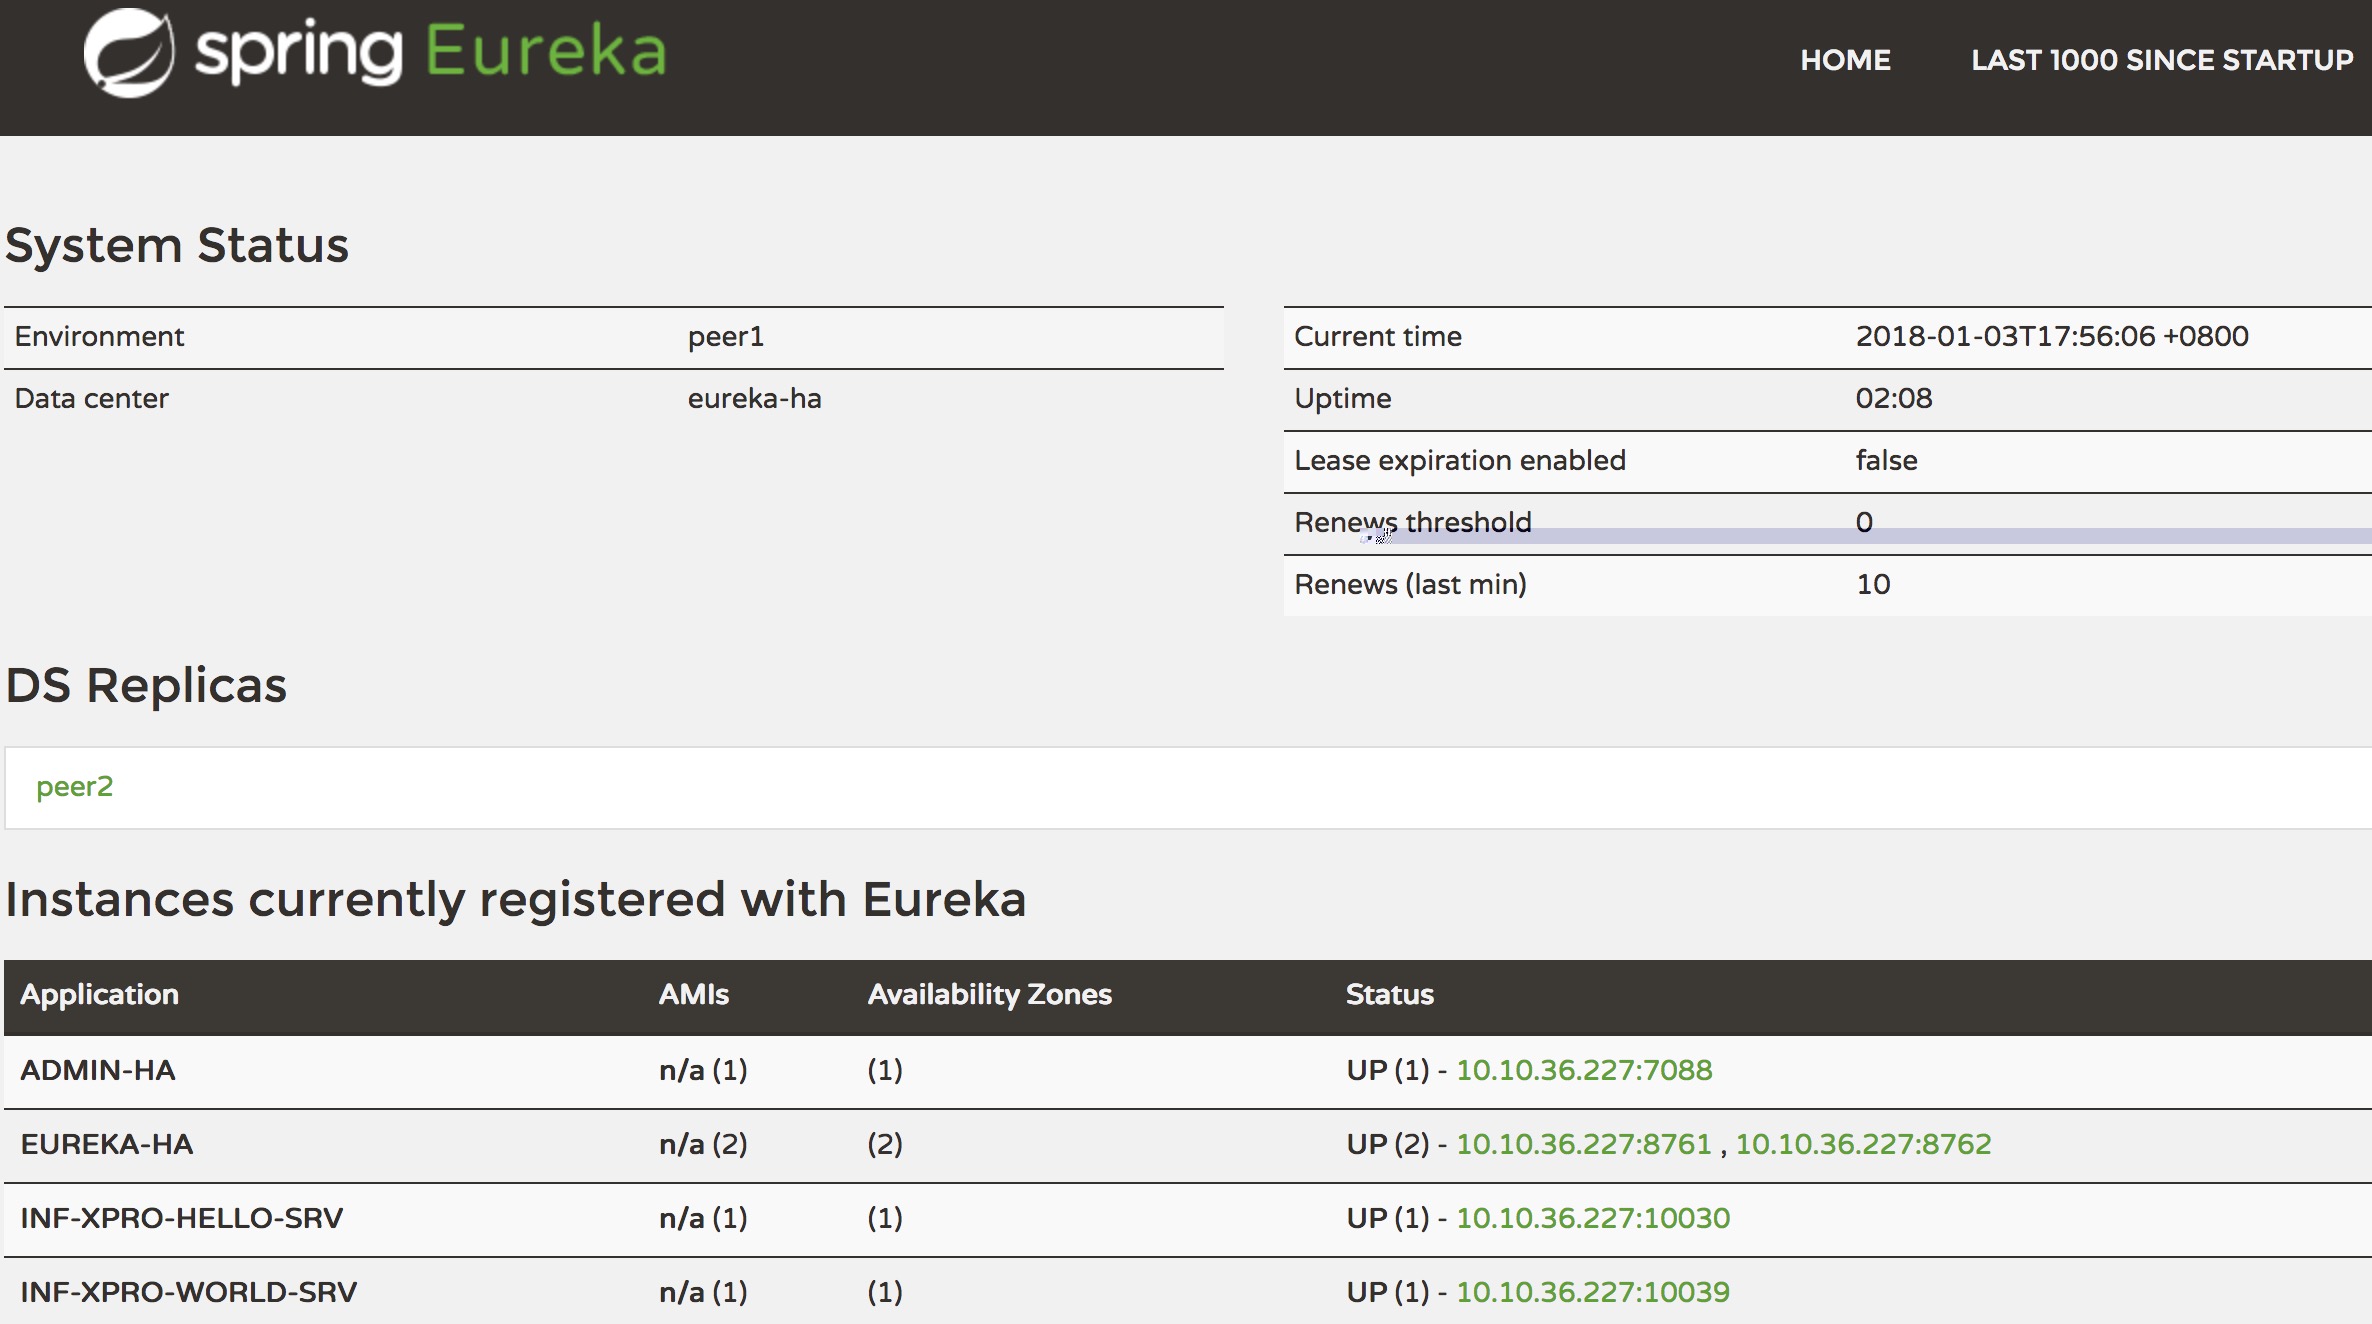 spring Eureka
HOME LAST 1000 SINCE STARTUP
System Status
Environment peer1
Data center eureka-ha
Current time 2018-01-03T17:56:06 +0800
Uptime 02:08
Lease expiration enabled false
Renews threshold 0
Renews (last min) 10
DS Replicas
peer2
Instances currently registered with Eureka
Application AMIs Availability Zones Status
ADMIN-HA n/a (1) (1) UP (1) - 10.10.36.227:7088
EUREKA-HA n/a (2) (2) UP (2) - 10.10.36.227:8761 , 10.10.36.227:8762
INF-XPRO-HELLO-SRV n/a (1) (1) UP (1) - 10.10.36.227:10030
INF-XPRO-WORLD-SRV n/a (1) (1) UP (1) - 10.10.36.227:10039